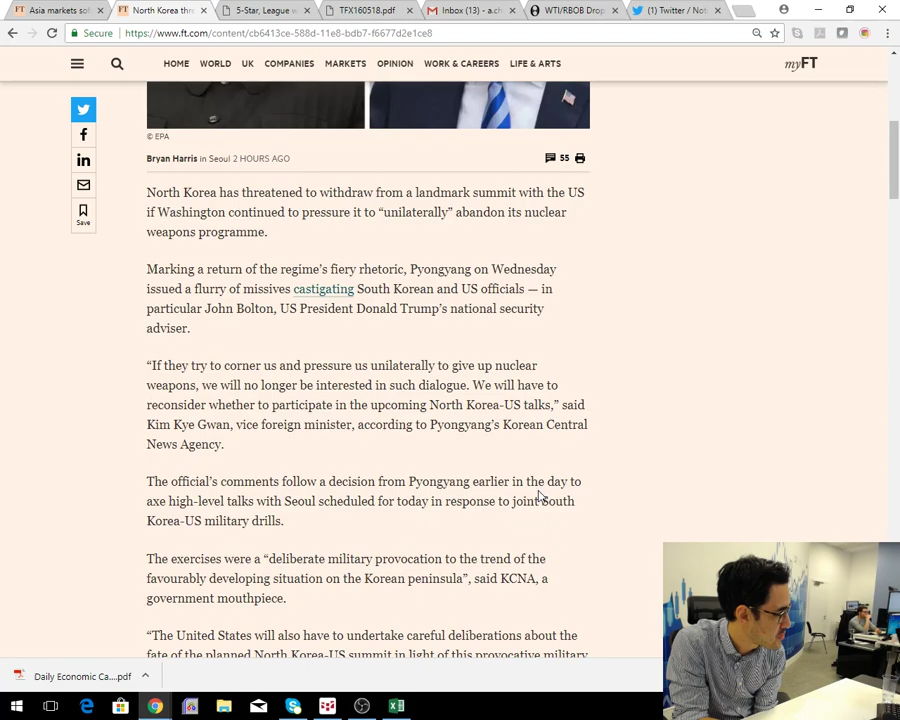 FT Asia markets sof
FT North Korea thre
5-Star, League w
TFX160518.pdf
Inbox (13) - a.ch
WTI/RBOB Drop
(1) Twitter / Not
Secure
https://www.ft.com/content/cb6413ce-588d-11e8-bdb7-f6677d2e1ce8
HOME WORLD UK COMPANIES MARKETS OPINION WORK & CAREERS LIFE & ARTS
myFT
© EPA
Bryan Harris in Seoul 2 HOURS AGO
55
Save
North Korea has threatened to withdraw from a landmark summit with the US
if Washington continued to pressure it to “unilaterally” abandon its nuclear
weapons programme.
Marking a return of the regime’s fiery rhetoric, Pyongyang on Wednesday
issued a flurry of missives castigating South Korean and US officials — in
particular John Bolton, US President Donald Trump’s national security
adviser.
“If they try to corner us and pressure us unilaterally to give up nuclear
weapons, we will no longer be interested in such dialogue. We will have to
reconsider whether to participate in the upcoming North Korea-US talks,” said
Kim Kye Gwan, vice foreign minister, according to Pyongyang’s Korean Central
News Agency.
The official’s comments follow a decision from Pyongyang earlier in the day to
axe high-level talks with Seoul scheduled for today in response to joint South
Korea-US military drills.
The exercises were a “deliberate military provocation to the trend of the
favourably developing situation on the Korean peninsula”, said KCNA, a
government mouthpiece.
“The United States will also have to undertake careful deliberations about the
fate of the planned North Korea-US summit in light of this provocative military
Daily Economic Ca....pdf